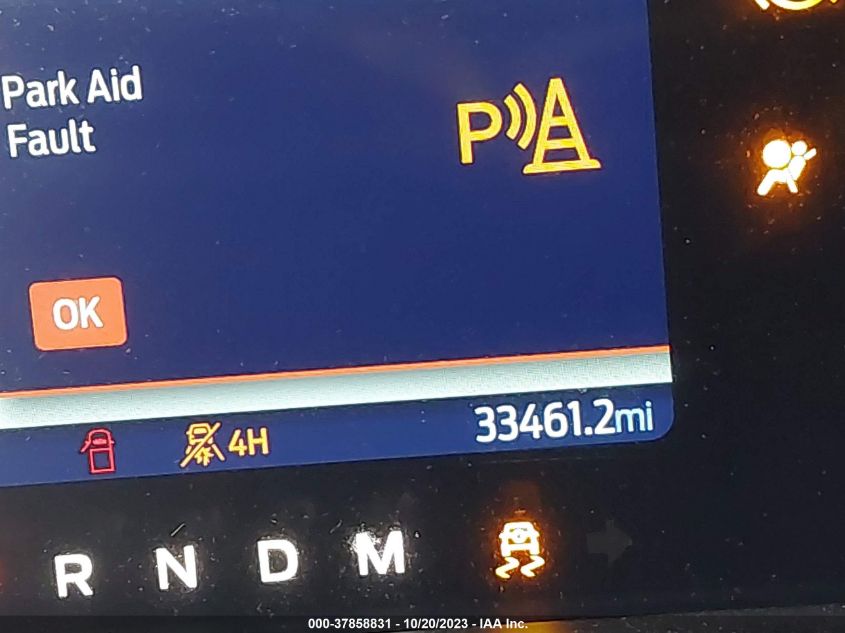 Park Aid
Fault
P
OK
4H
33461.2mi
R N D M
000-37858831 - 10/20/2023 - IAA Inc.